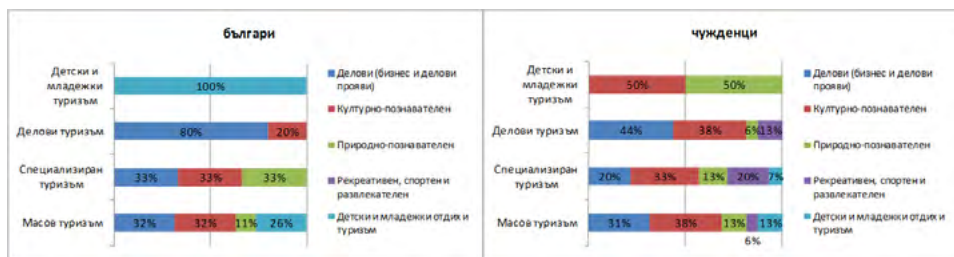 българи
Детски и
младежки
туризъм
100%
Делови туризъм
80% 20%
Специализиран
туризъм
33% 33% 33%
Масов туризъм
32% 32% 11% 26%
Делови (бизнес и делови
прояви)
Културно-познавателен
Природно-познавателен
Рекреативен, спортен и
развлекателен
Детски и младежки отдих и
туризъм
чужденци
Детски и
младежки
туризъм
50% 50%
Делови туризъм
44% 38% 6% 13%
Специализиран
туризъм
20% 33% 13% 20% 7%
Масов туризъм
31% 38% 13% 13%
6%
Делови (бизнес и делови
прояви)
Културно-познавателен
Природно-познавателен
Рекреативен, спортен и
развлекателен
Детски и младежки отдих и
туризъм